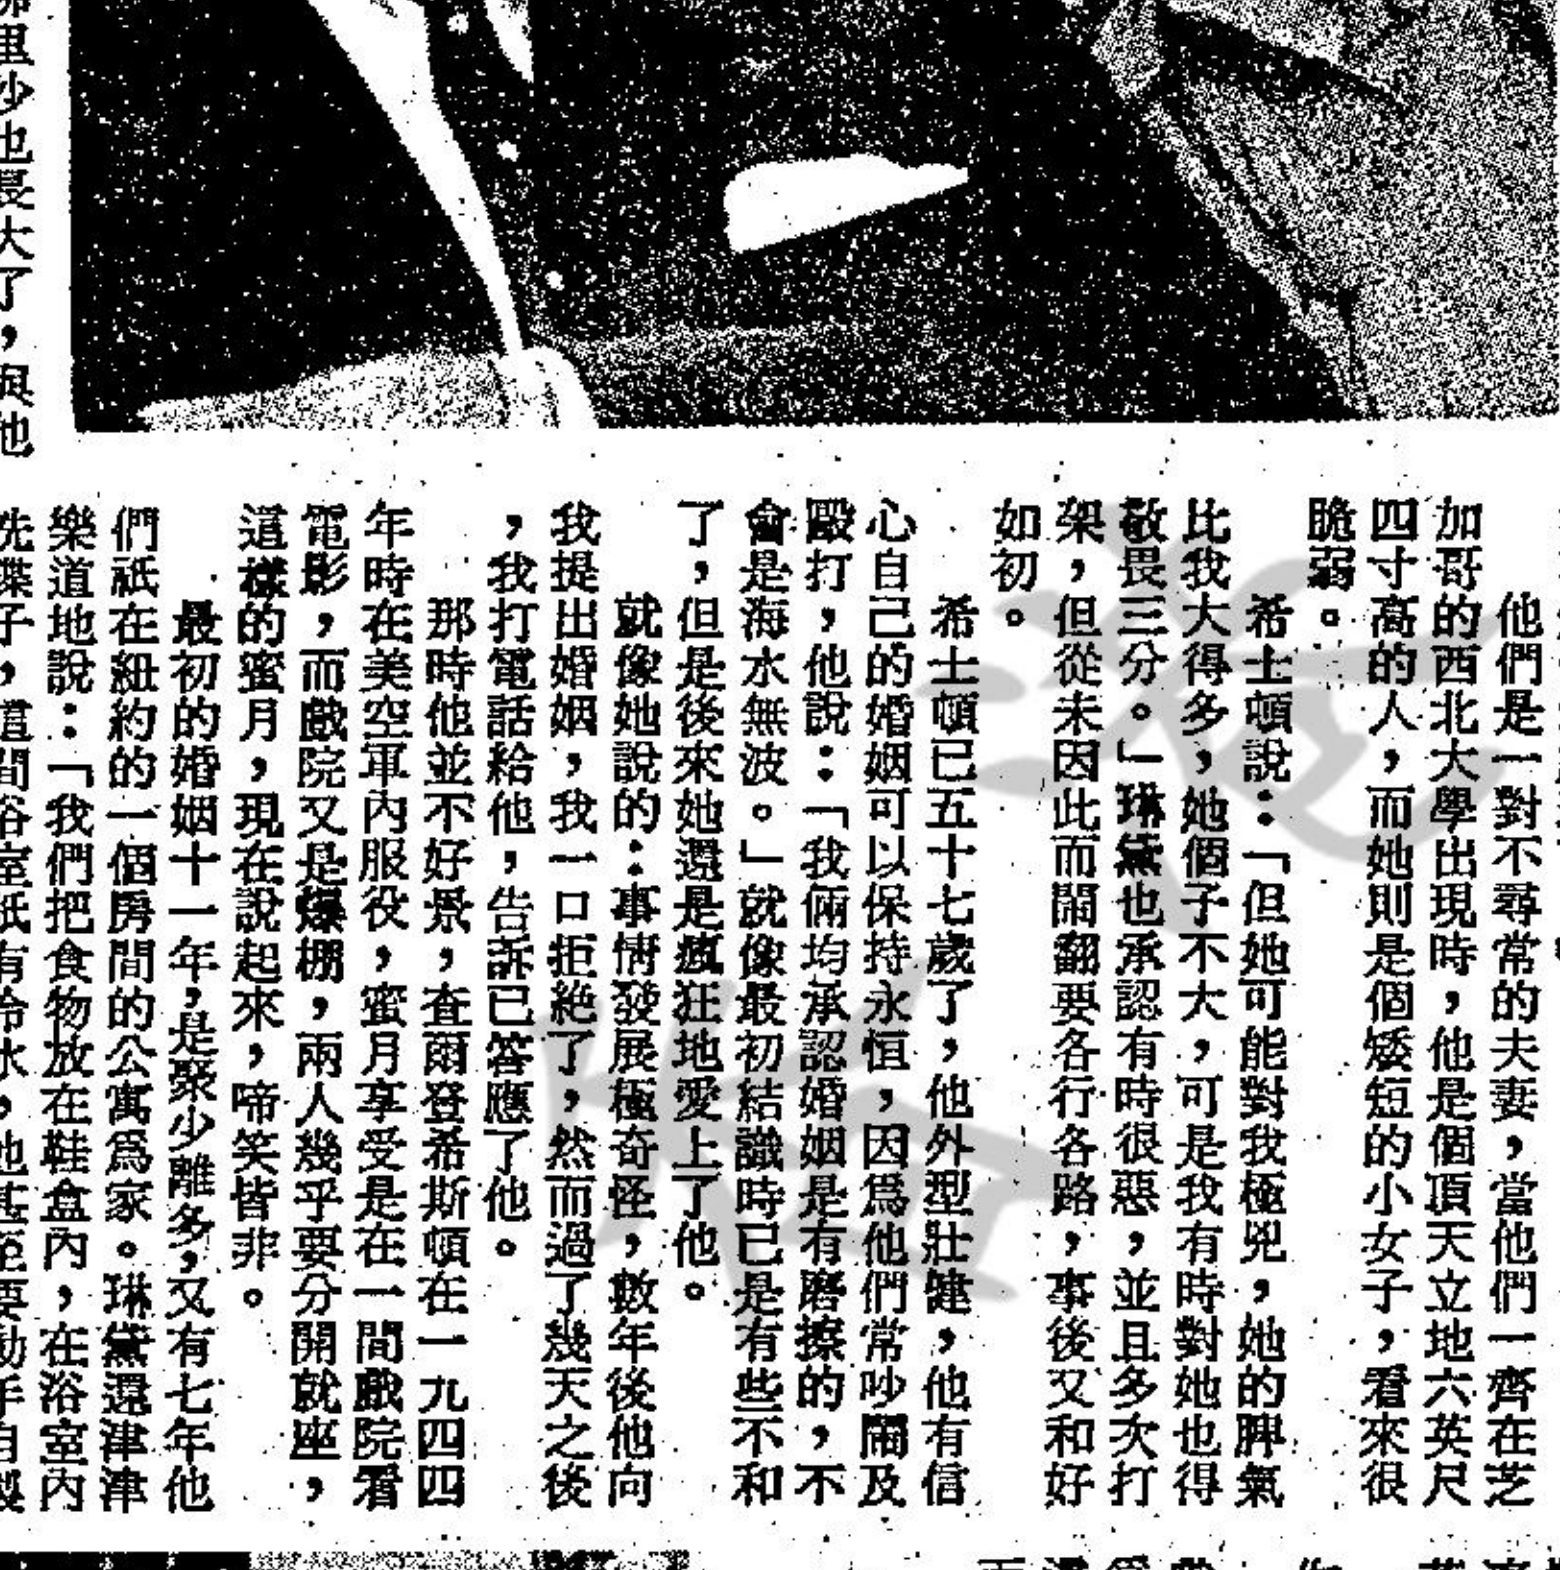 他們是一對不尋常的夫妻，當他們一齊在芝
加哥的西北大學出現時，他是個頂天立地六英尺
四寸高的人，而她則是個矮短的小女子，看來很
脆弱。
希士頓說：「但她可能對我極兇，她的脾氣
比我大得多，她個子不大，可是我有時對她也得
敬畏三分。」琳黛也承認有時很惡，並且多次打
架，但從未因此而鬧翻要各行各路，事後又和好
如初。
希士頓已五十七歲了，他外型壯健，他有信
心自己的婚姻可以保持永恒，因爲他們常吵鬧及
毆打，他說：「我倆均承認婚姻是有磨擦的，不
會是海水無波。」就像最初結識時已是有些不和
了，但是後來她還是瘋狂地愛上了他。
就像她說的：事情發展極奇怪，數年後他向
我提出婚姻，我一口拒絕了，然而過了幾天之後
，我打電話給他，告訴已答應了他。
那時他並不好景，查爾登希斯頓在一九四四
年時在美空軍內服役，蜜月享受是在一間戲院看
電影，而戲院又是爆棚，兩人幾乎要分開就座，
這樣的蜜月，現在說起來，啼笑皆非。
最初的婚姻十一年，是聚少離多，又有七年他
們祇在紐約的一個房間的公寓爲家。琳黛還津津
樂道地說：「我們把食物放在鞋盒內，在浴室內
洗碟子，這間浴室祇有冷水，他甚至要動手自製
娜里沙也長大了，與他
港